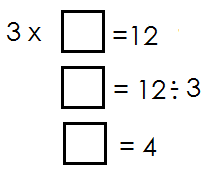 3 x □ =12
□ = 12÷3
□ = 4